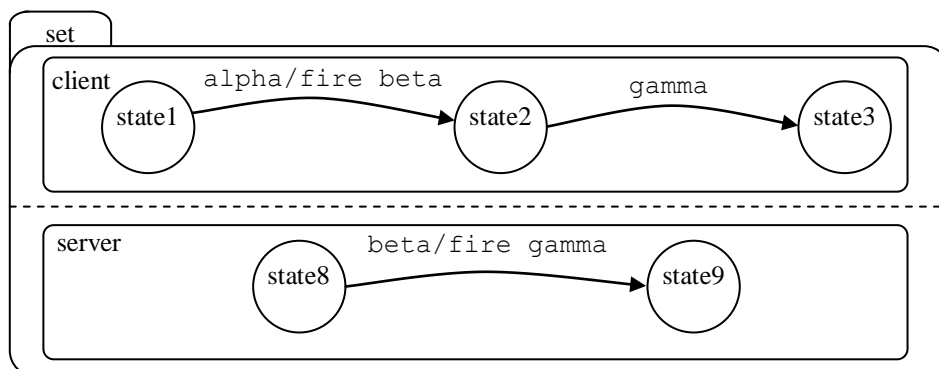 set
client
alpha/fire beta
gamma
state1
state2
state3
server
beta/fire gamma
state8
state9